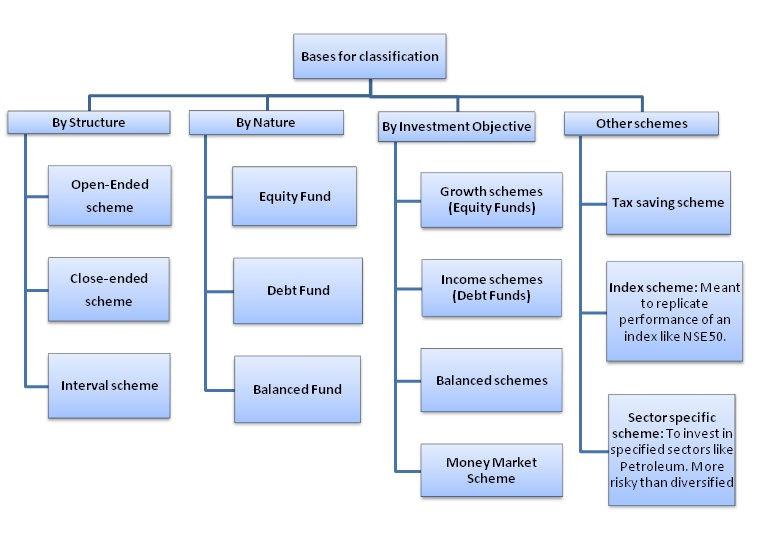 Bases for classification
By Structure
By Nature
By Investment Objective
Other schemes
Open-Ended
scheme
Close-ended
scheme
Interval scheme
Equity Fund
Debt Fund
Balanced Fund
Growth schemes
(Equity Funds)
Income schemes
(Debt Funds)
Balanced schemes
Money Market
Scheme
Tax saving scheme
Index scheme: Meant
to replicate
performance of an
index like NSE50.
Sector specific
scheme: To invest in
specified sectors like
Petroleum. More
risky than diversified